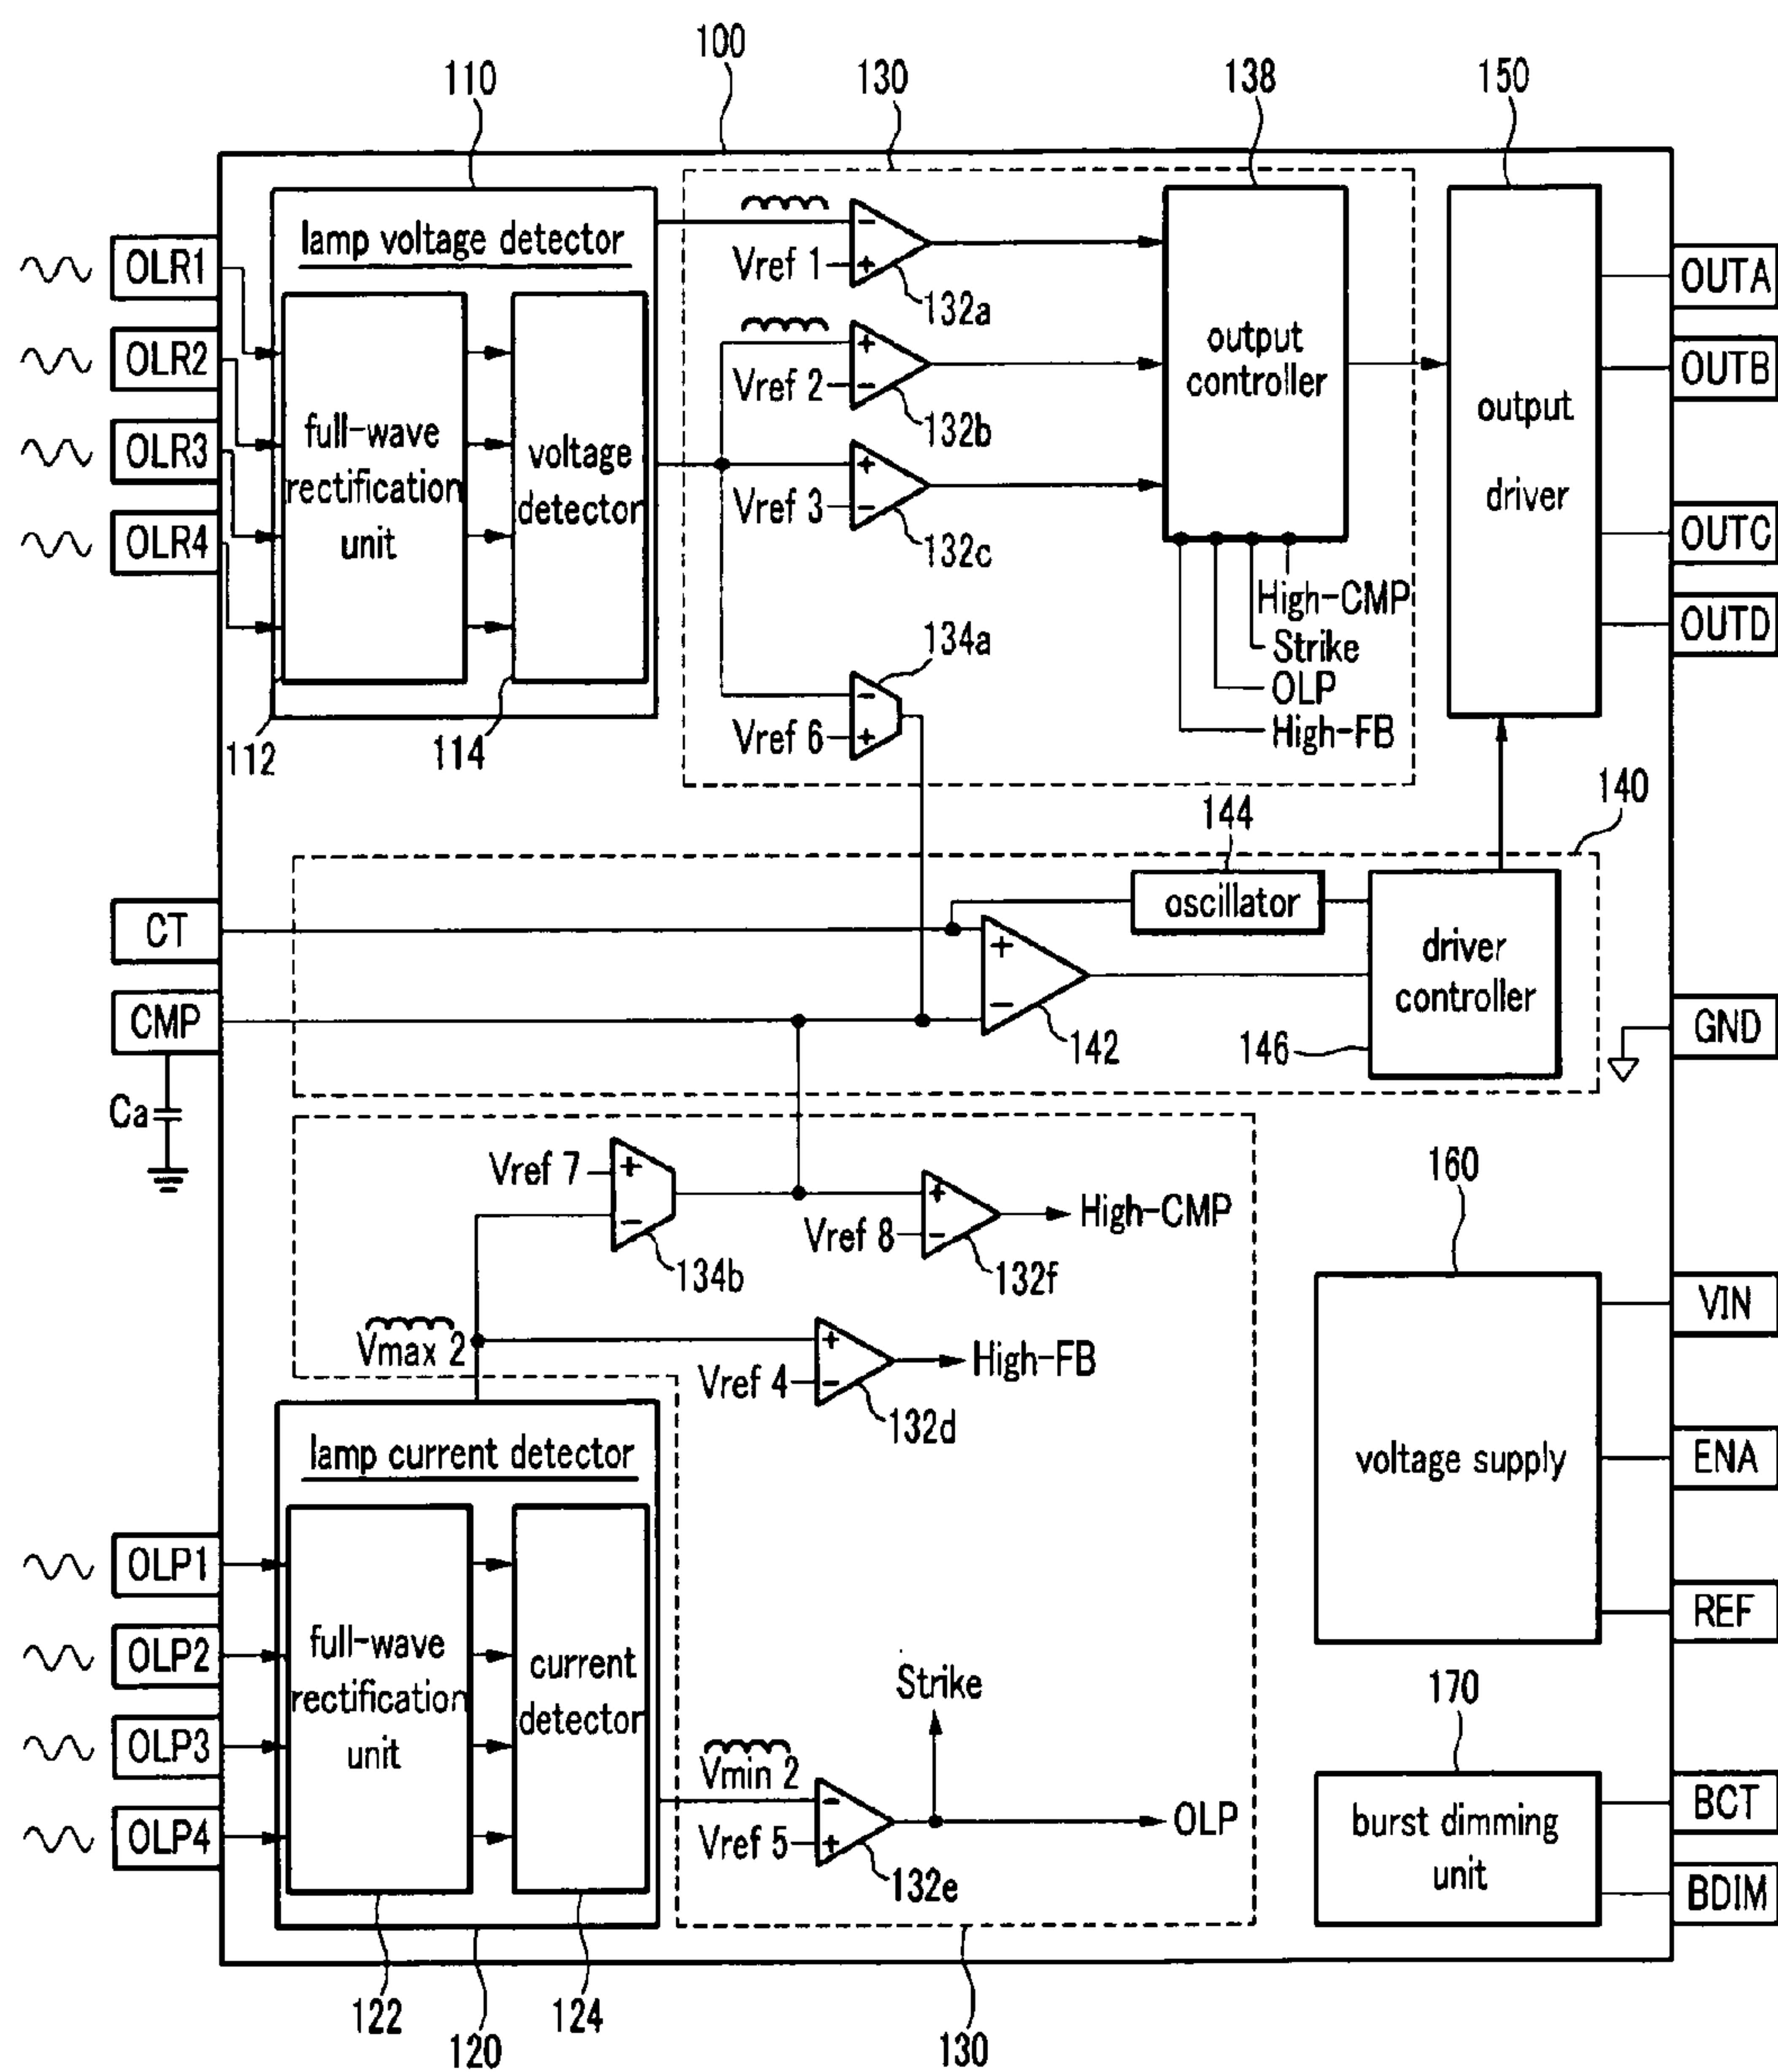 100
110
130
138
150
lamp voltage detector
OLR1
OLR2
OLR3
OLR4
full-wave
rectification
unit
voltage
detector
112
114
Vref 1
132a
Vref 2
132b
Vref 3
132c
134a
Vref 6
output
controller
High-CMP
Strike
OLP
High-FB
output
driver
OUTA
OUTB
OUTC
OUTD
140
144
oscillator
CT
CMP
Ca
142
driver
controller
146
GND
Vref 7
134b
Vref 8
132f
High-CMP
Vmax 2
Vref 4
132d
High-FB
160
voltage supply
VIN
ENA
REF
lamp current detector
OLP1
OLP2
OLP3
OLP4
full-wave
rectification
unit
current
detector
Strike
Vmin 2
Vref 5
132e
OLP
170
burst dimming
unit
BCT
BDIM
122
120
124
130